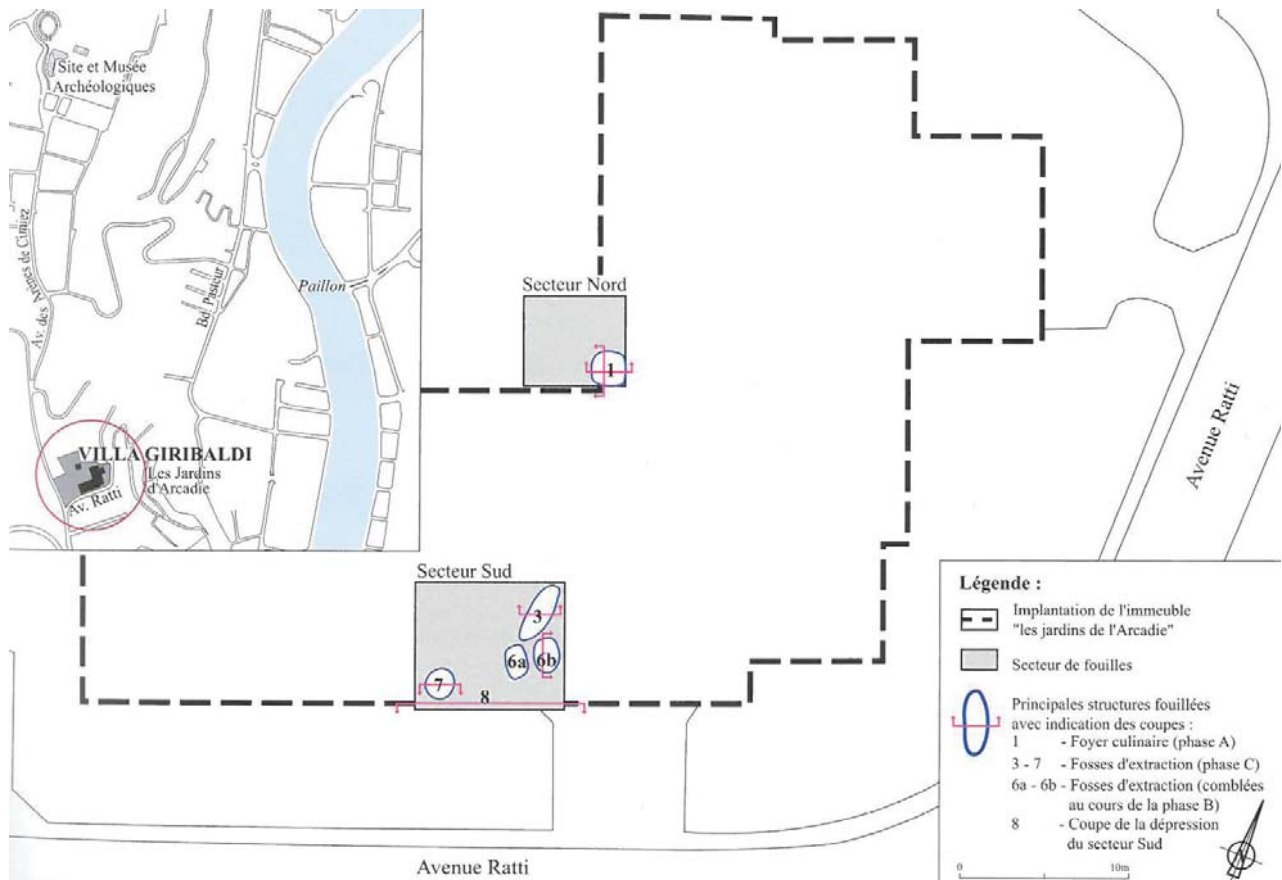 Site et Musée
Archéologiques
Av. des Arènes de Cimiez
Bd. Pasteur
Paillon
VILLA GIRIBALDI
Les Jardins
d'Arcadie
Av. Ratti
Secteur Nord
1
Secteur Sud
3
6a
6b
7
8
Avenue Ratti
Avenue Ratti
Légende :
Implantation de l'immeuble
"les jardins de l'Arcadie"
Secteur de fouilles
Principales structures fouillées
avec indication des coupes :
1 - Foyer culinaire (phase A)
3 - 7 - Fosses d'extraction (phase C)
6a - 6b - Fosses d'extraction (comblées
au cours de la phase B)
8 - Coupe de la dépression
du secteur Sud
0 10m
N